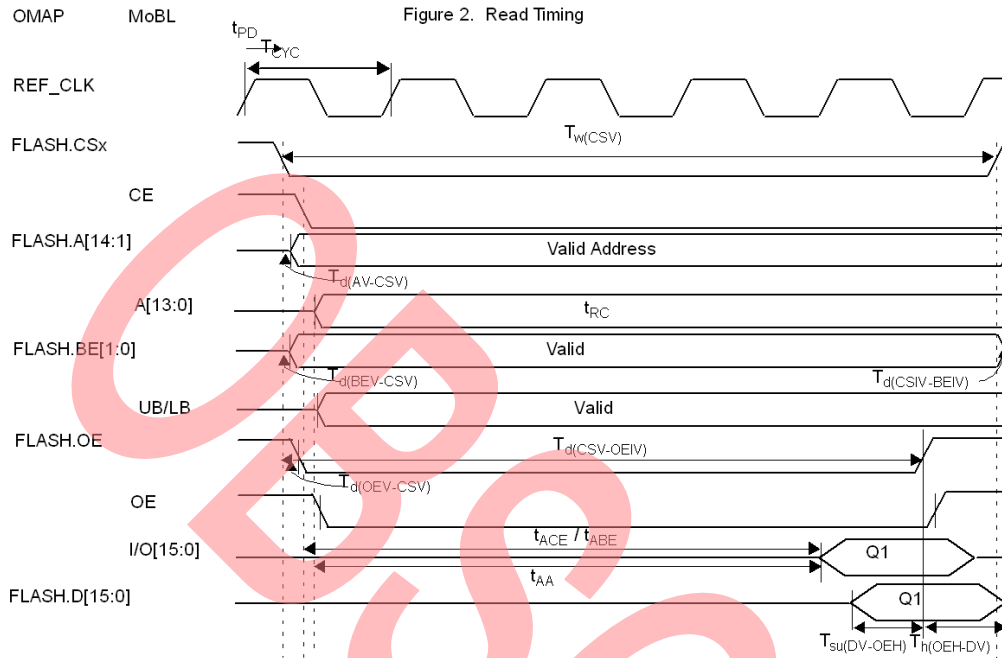 OMAP MoBL Figure 2. Read Timing
tPD
TCYC
REF_CLK
Tw(CSV)
FLASH.CSx
CE
FLASH.A[14:1] Valid Address
Td(AV-CSV)
A[13:0] tRC
FLASH.BE[1:0] Valid
Td(BEV-CSV) Td(CSIV-BEIV)
UB/LB Valid
FLASH.OE Td(CSV-OEIV)
Td(OEV-CSV)
OE
tACE / tABE
I/O[15:0] Q1
tAA
FLASH.D[15:0] Q1
Tsu(DV-OEH) Th(OEH-DV)